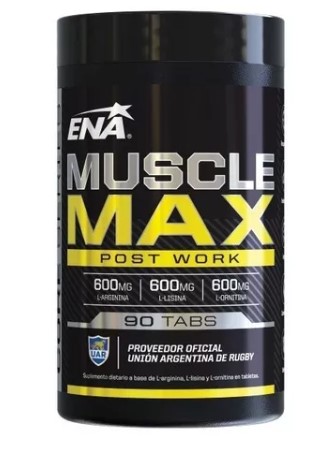 ENA
MUSCLE
MAX
POST WORK
600MG 600MG 600MG
L-ARGININA L-LISINA L-ORNITINA
90 TABS
UAR
PROVEEDOR OFICIAL
UNIÓN ARGENTINA DE RUGBY
Suplemento dietario a base de L-arginina, L-lisina y L-ornitina en tabletas.